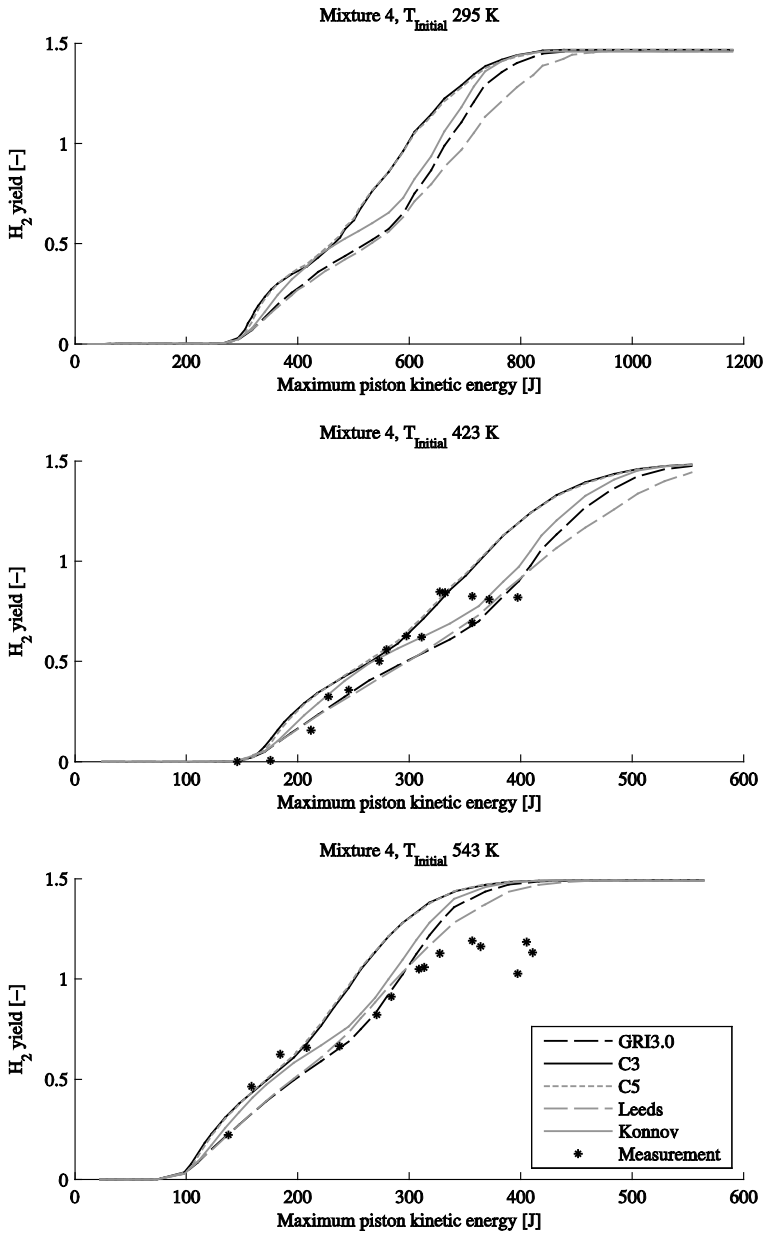 Mixture 4, T_Initial 295 K
1.5
1
0.5
0
H2 yield [−]
0 200 400 600 800 1000 1200
Maximum piston kinetic energy [J]
Mixture 4, T_Initial 423 K
1.5
1
0.5
0
H2 yield [−]
0 100 200 300 400 500 600
Maximum piston kinetic energy [J]
Mixture 4, T_Initial 543 K
1.5
1
0.5
0
H2 yield [−]
GRI3.0
C3
C5
Leeds
Konnov
Measurement
0 100 200 300 400 500 600
Maximum piston kinetic energy [J]